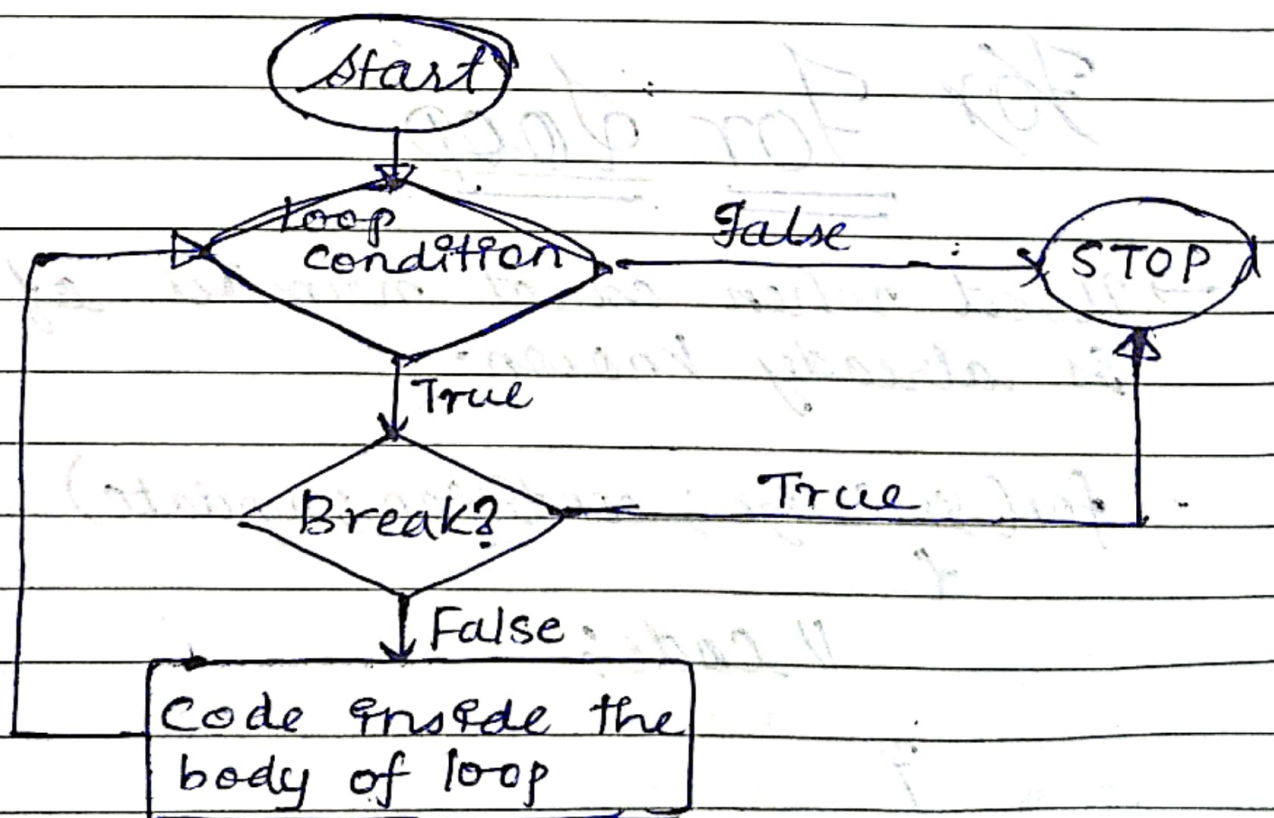 Start
Loop
condition
False
STOP
True
Break?
True
False
Code inside the
body of loop